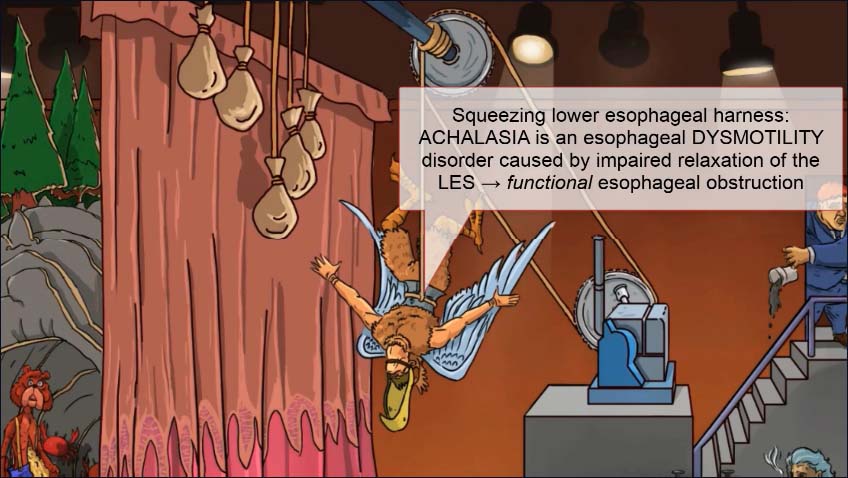 Squeezing lower esophageal harness:
ACHALASIA is an esophageal DYSMOTILITY
disorder caused by impaired relaxation of the
LES → functional esophageal obstruction